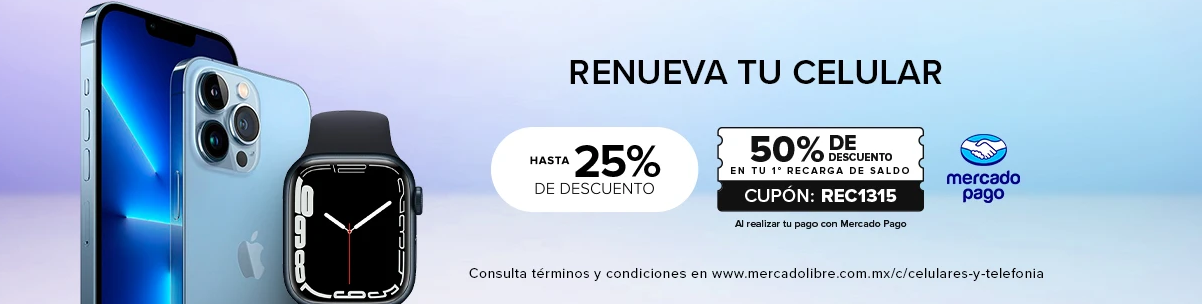 RENUEVA TU CELULAR
HASTA 25%
DE DESCUENTO
50% DE DESCUENTO
EN TU 1° RECARGA DE SALDO
CUPÓN: REC1315
Al realizar tu pago con Mercado Pago
mercado
pago
Consulta términos y condiciones en www.mercadolibre.com.mx/c/celulares-y-telefonia